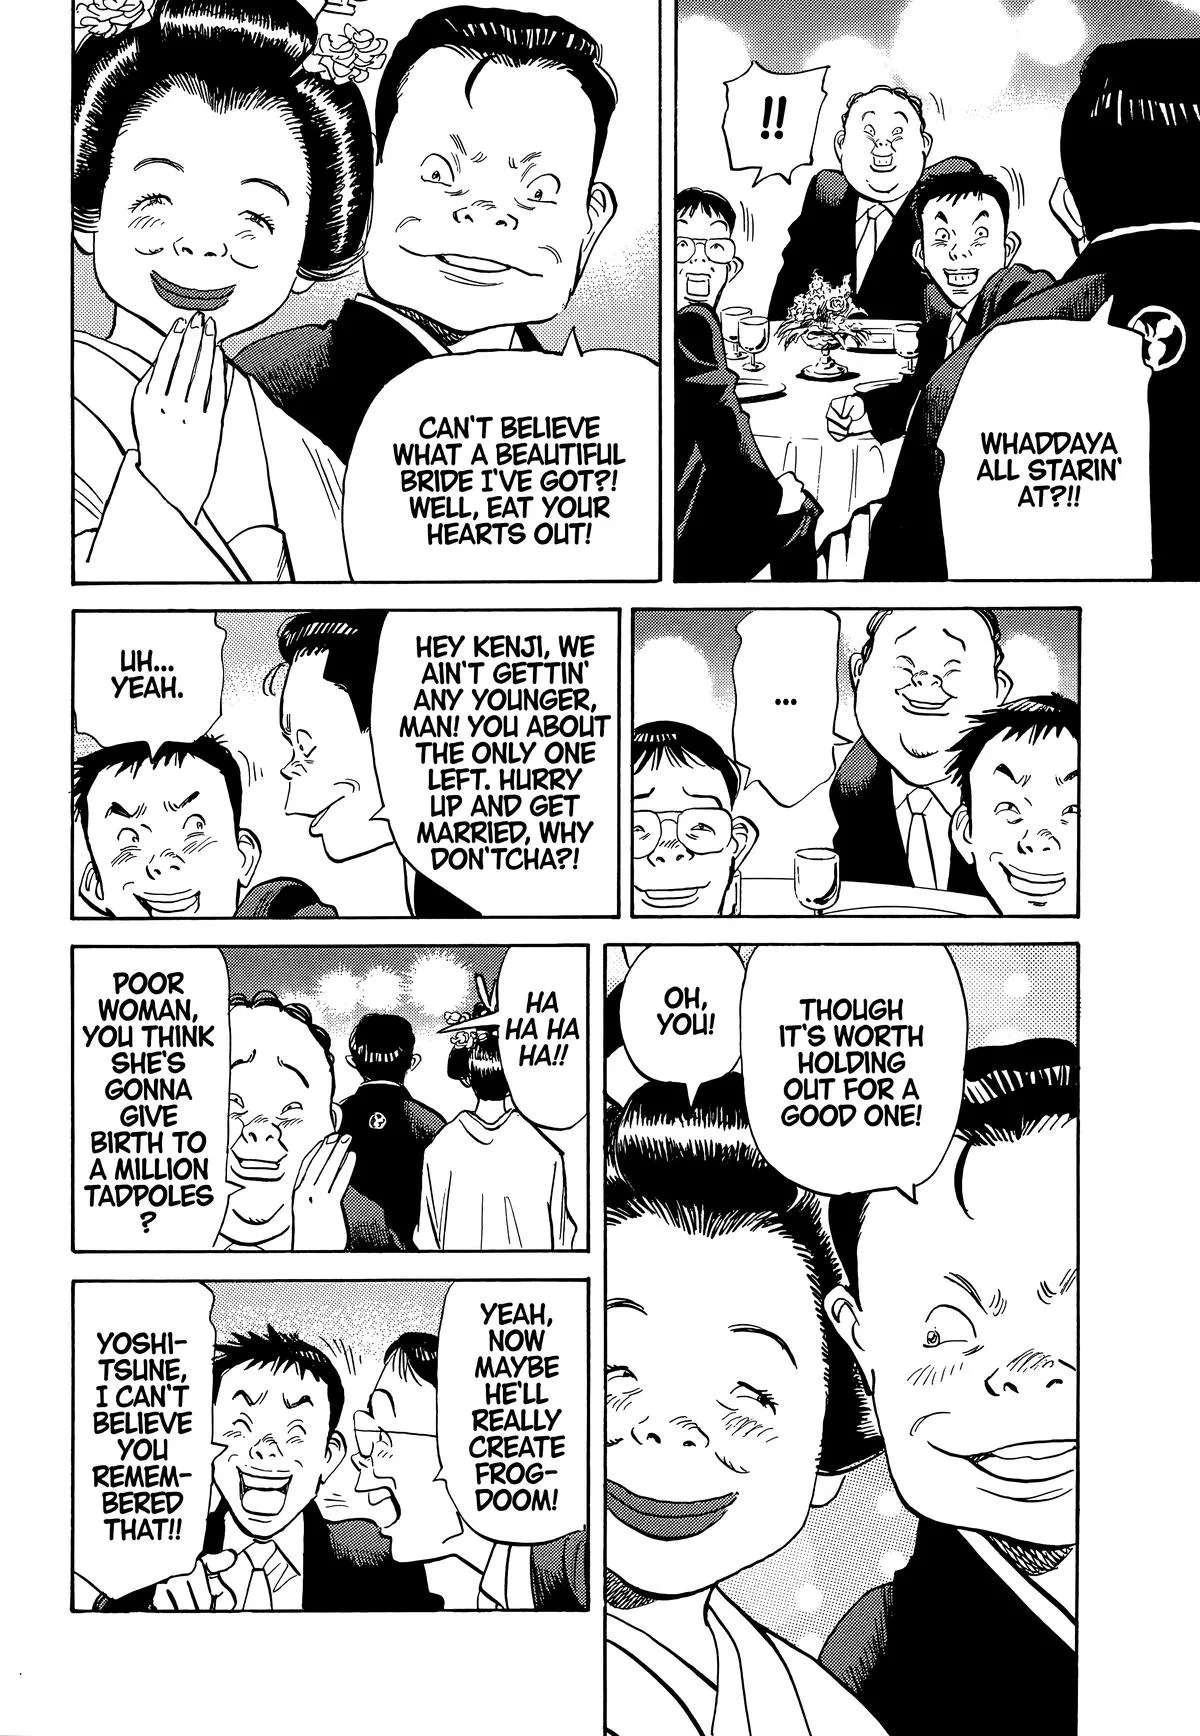 !!
WHADDAYA
ALL STARIN'
AT?!!
CAN'T BELIEVE
WHAT A BEAUTIFUL
BRIDE I'VE GOT?!
WELL, EAT YOUR
HEARTS OUT!
...
HEY KENJI, WE
AIN'T GETTIN'
ANY YOUNGER,
MAN! YOU ABOUT
THE ONLY ONE
LEFT. HURRY
UP AND GET
MARRIED, WHY
DON'TCHA?!
UH...
YEAH.
THOUGH
IT'S WORTH
HOLDING
OUT FOR A
GOOD ONE!
OH,
YOU!
HA
HA HA
HA!!
POOR
WOMAN,
YOU THINK
SHE'S
GONNA
GIVE
BIRTH TO
A MILLION
TADPOLES
?
YEAH,
NOW
MAYBE
HE'LL
REALLY
CREATE
FROG-
DOOM!
YOSHI-
TSUNE,
I CAN'T
BELIEVE
YOU
REMEM-
BERED
THAT!!